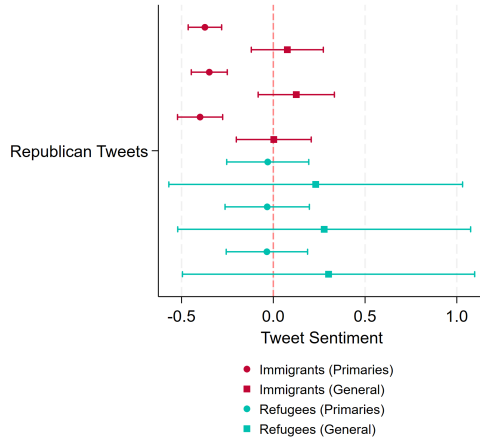 Republican Tweets
-0.5 0.0 0.5 1.0
Tweet Sentiment
Immigrants (Primaries)
Immigrants (General)
Refugees (Primaries)
Refugees (General)